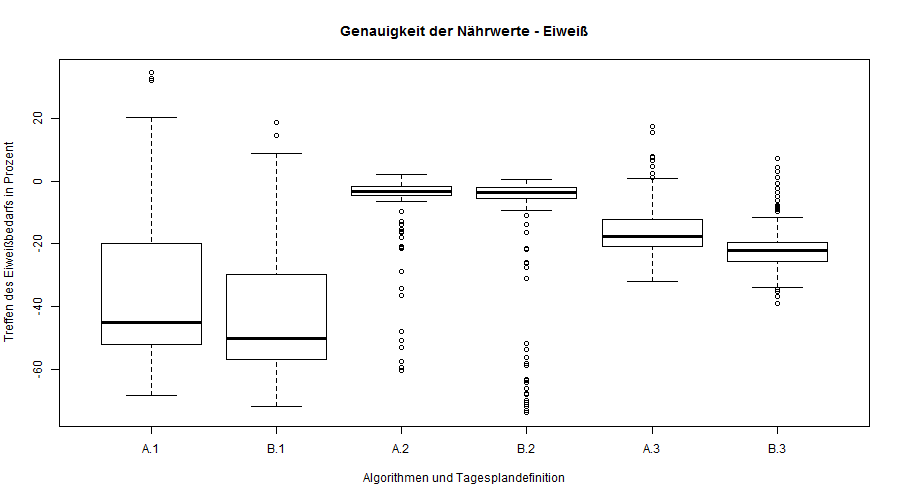 Genauigkeit der Nährwerte - Eiweiß
Treffen des Eiweißbedarfs in Prozent
20
0
-20
-40
-60
A.1 B.1 A.2 B.2 A.3 B.3
Algorithmen und Tagesplandefinition